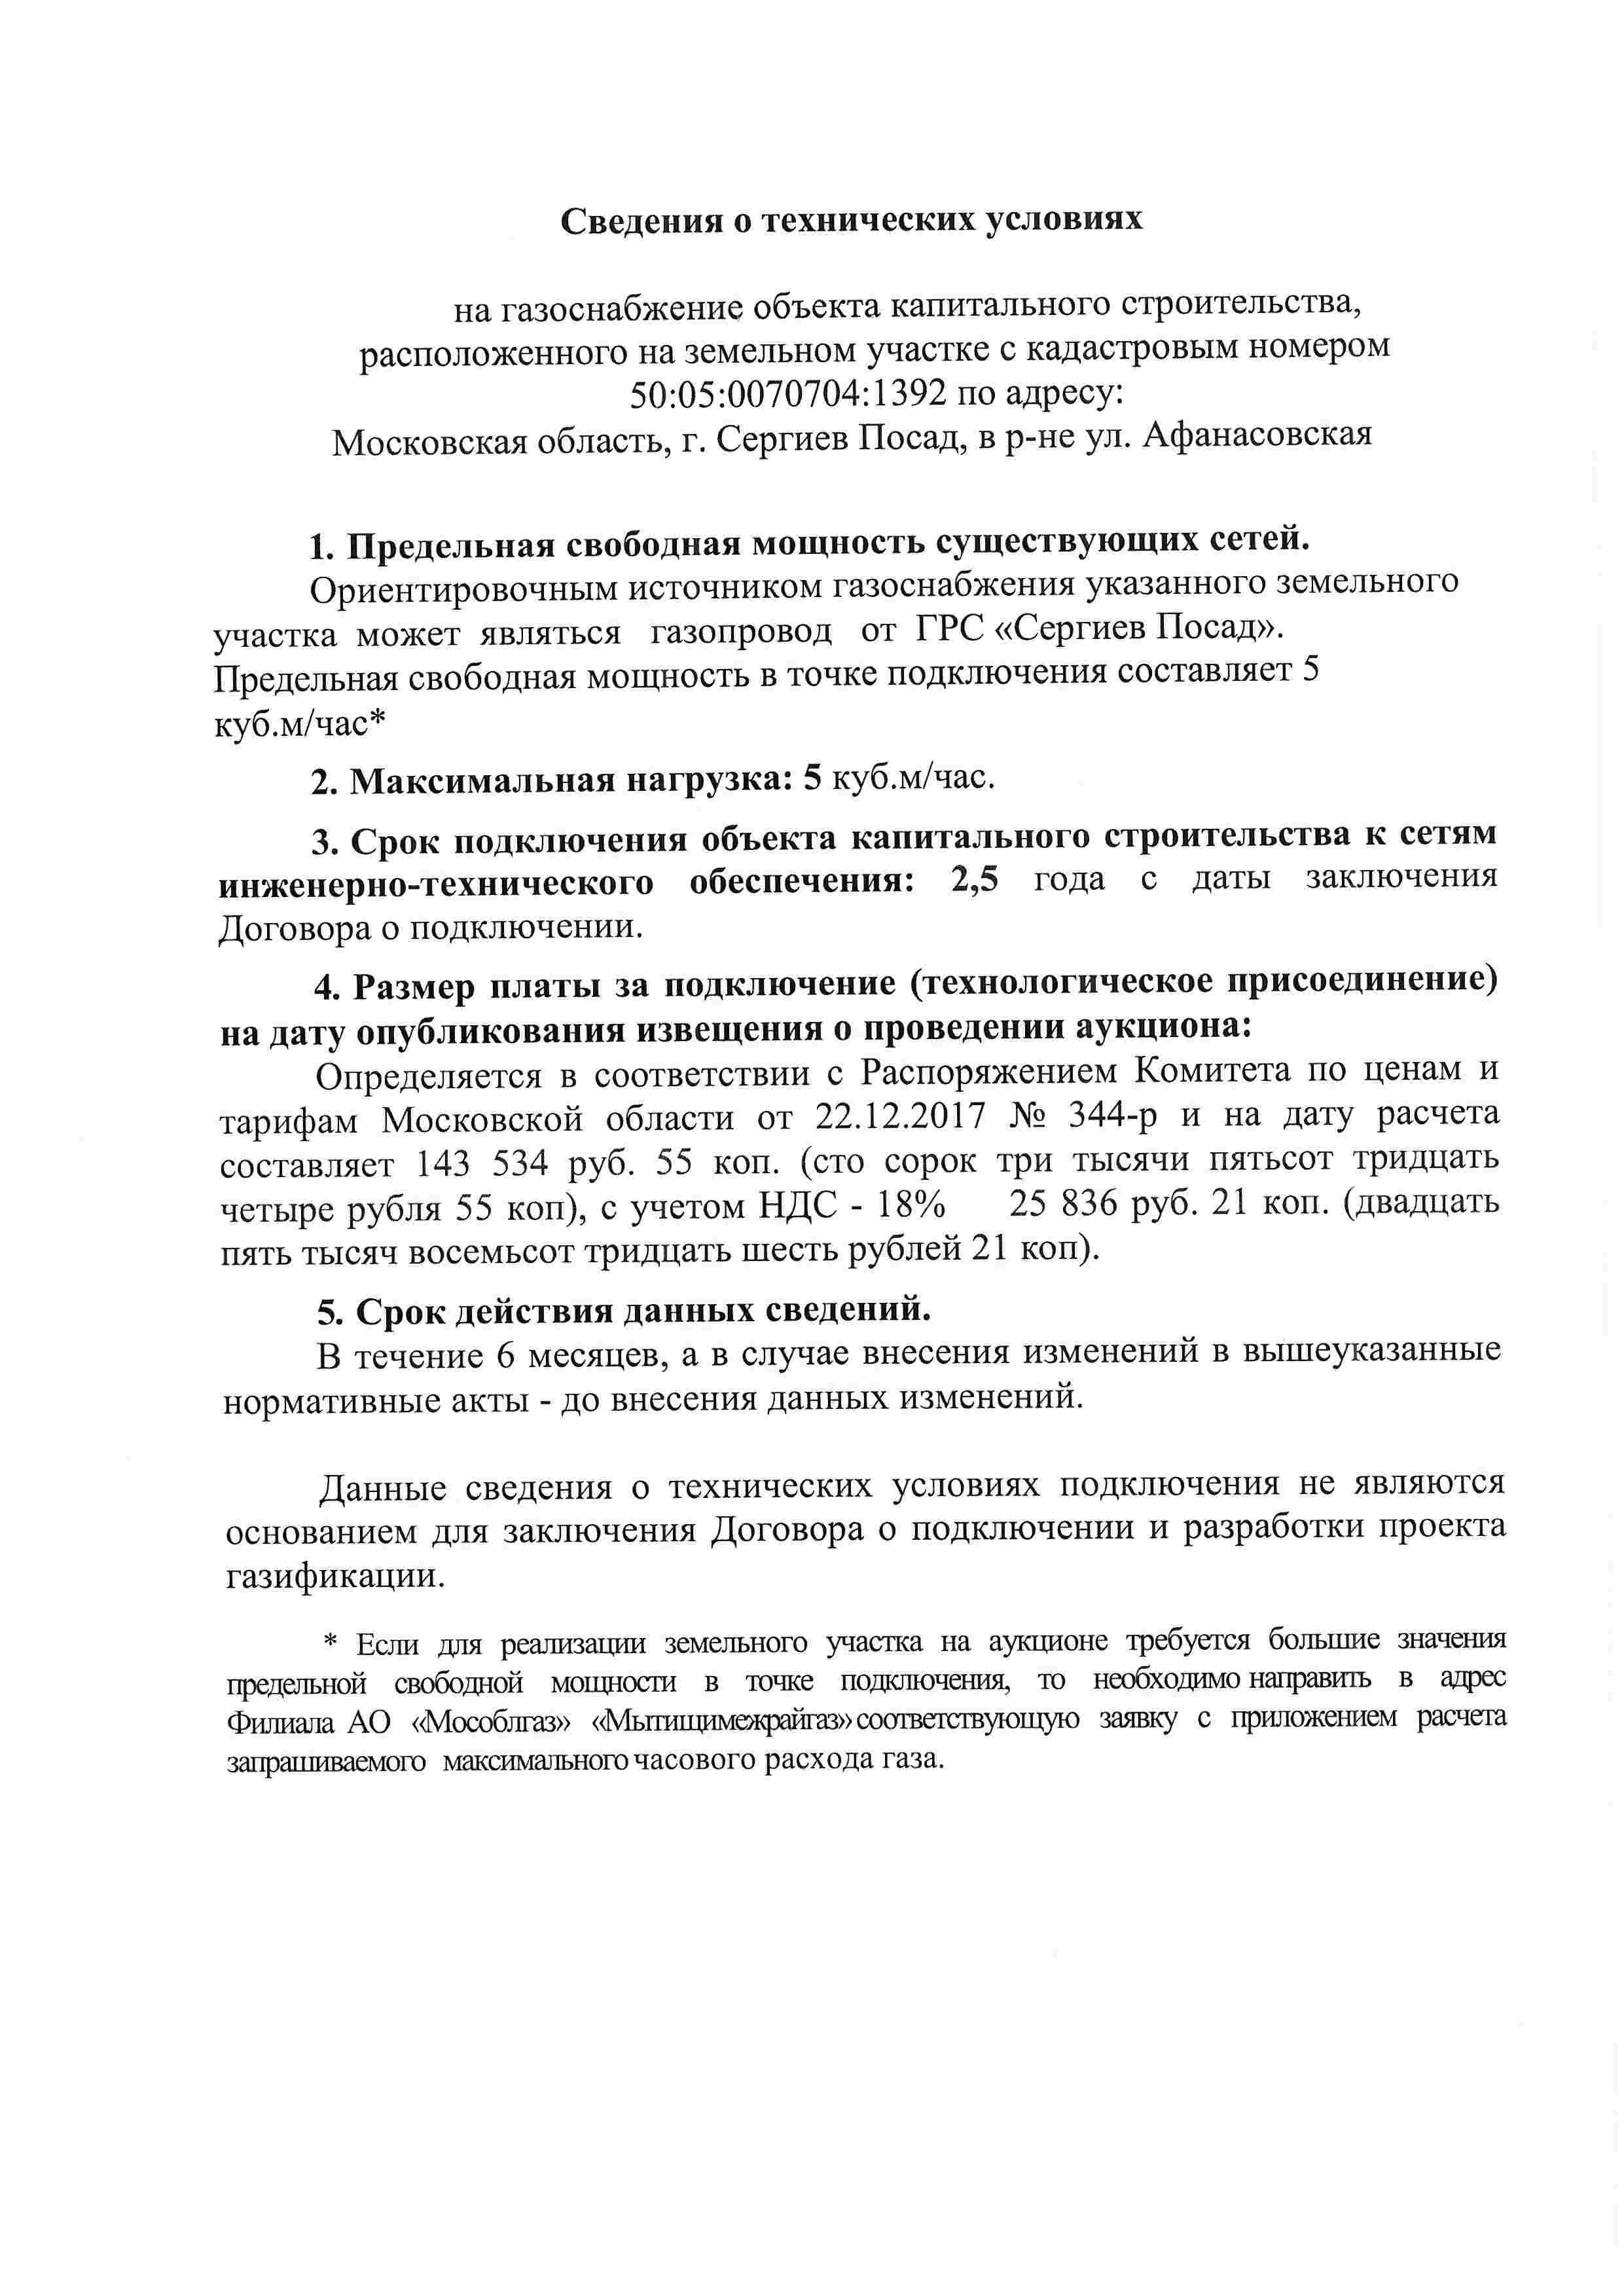 Сведения о технических условиях
на газоснабжение объекта капитального строительства,
расположенного на земельном участке с кадастровым номером
50:05:0070704:1392 по адресу:
Московская область, г. Сергиев Посад, в р-не ул. Афанасовская
1. Предельная свободная мощность существующих сетей.
Ориентировочным источником газоснабжения указанного земельного
участка может являться газопровод от ГРС «Сергиев Посад».
Предельная свободная мощность в точке подключения составляет 5
куб.м/час*
2. Максимальная нагрузка: 5 куб.м/час.
3. Срок подключения объекта капитального строительства к сетям
инженерно-технического обеспечения: 2,5 года с даты заключения
Договора о подключении.
4. Размер платы за подключение (технологическое присоединение)
на дату опубликования извещения о проведении аукциона:
Определяется в соответствии с Распоряжением Комитета по ценам и
тарифам Московской области от 22.12.2017 № 344-р и на дату расчета
составляет 143 534 руб. 55 коп. (сто сорок три тысячи пятьсот тридцать
четыре рубля 55 коп), с учетом НДС - 18% 25 836 руб. 21 коп. (двадцать
пять тысяч восемьсот тридцать шесть рублей 21 коп).
5. Срок действия данных сведений.
В течение 6 месяцев, а в случае внесения изменений в вышеуказанные
нормативные акты - до внесения данных изменений.
Данные сведения о технических условиях подключения не являются
основанием для заключения Договора о подключении и разработки проекта
газификации.
* Если для реализации земельного участка на аукционе требуется большие значения
предельной свободной мощности в точке подключения, то необходимо направить в адрес
Филиала АО «Мособлгаз» «Мытищимежрайгаз» соответствующую заявку с приложением расчета
запрашиваемого максимального часового расхода газа.